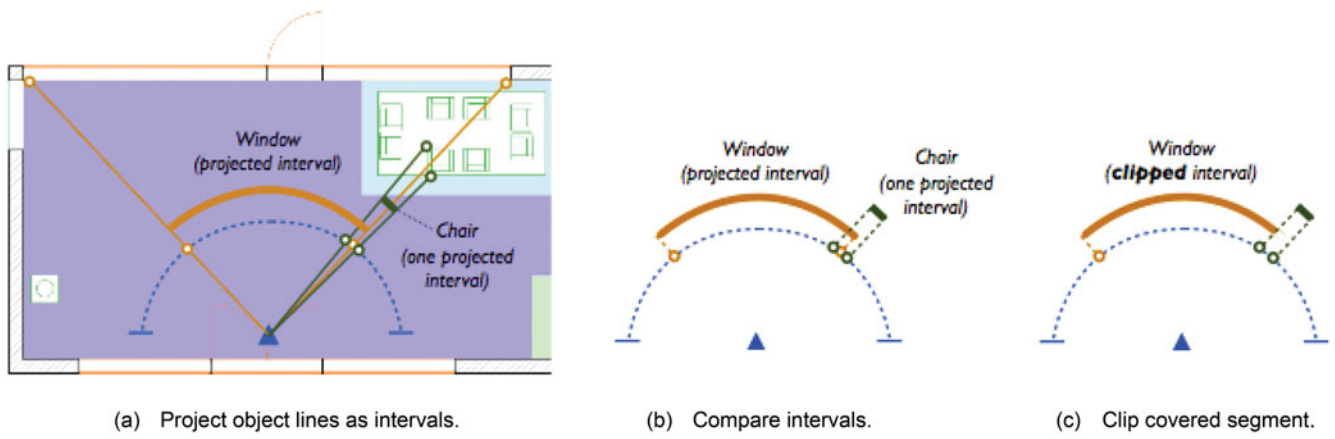 Window
(projected interval)
Chair
(one projected
interval)
Window
(projected interval)
Chair
(one projected
interval)
Window
(clipped interval)
(a) Project object lines as intervals.
(b) Compare intervals.
(c) Clip covered segment.